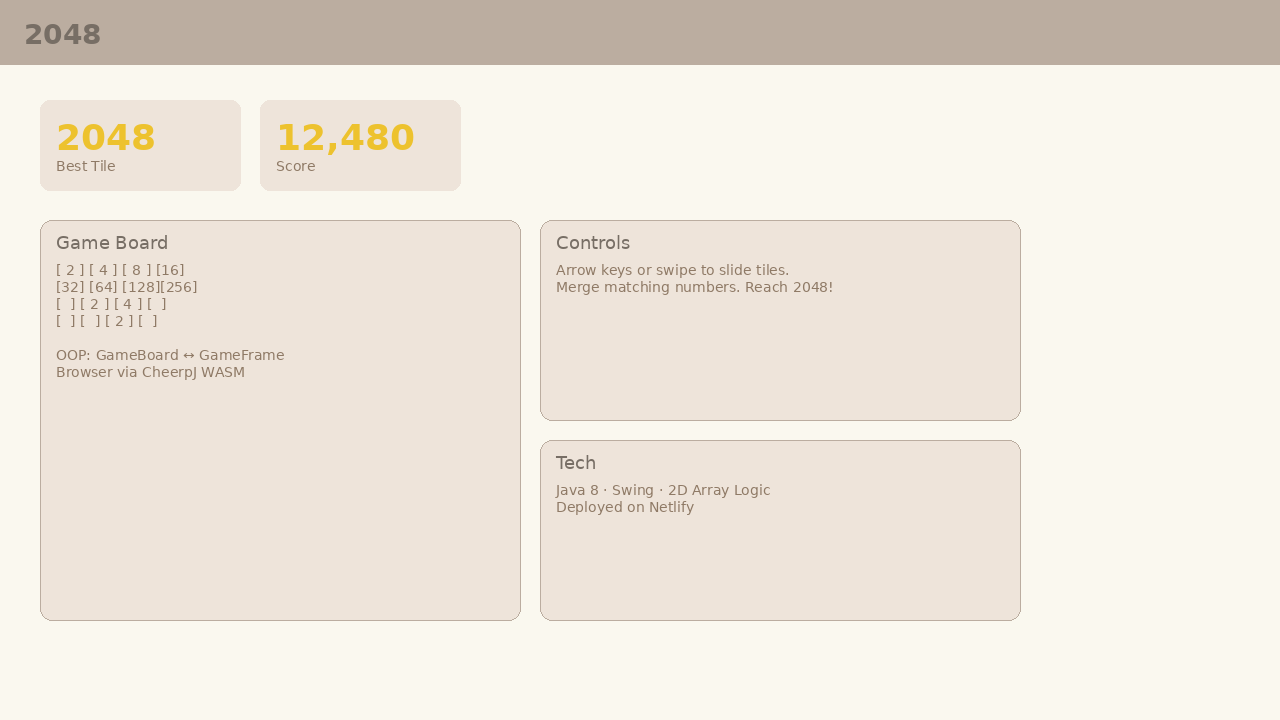 2048
2048
Best Tile
12,480
Score
Game Board
[ 2 ] [ 4 ] [ 8 ] [16]
[32] [64] [128][256]
[  ] [ 2 ] [ 4 ] [  ]
[  ] [  ] [ 2 ] [  ]
OOP: GameBoard ↔ GameFrame
Browser via CheerpJ WASM
Controls
Arrow keys or swipe to slide tiles.
Merge matching numbers. Reach 2048!
Tech
Java 8 · Swing · 2D Array Logic
Deployed on Netlify